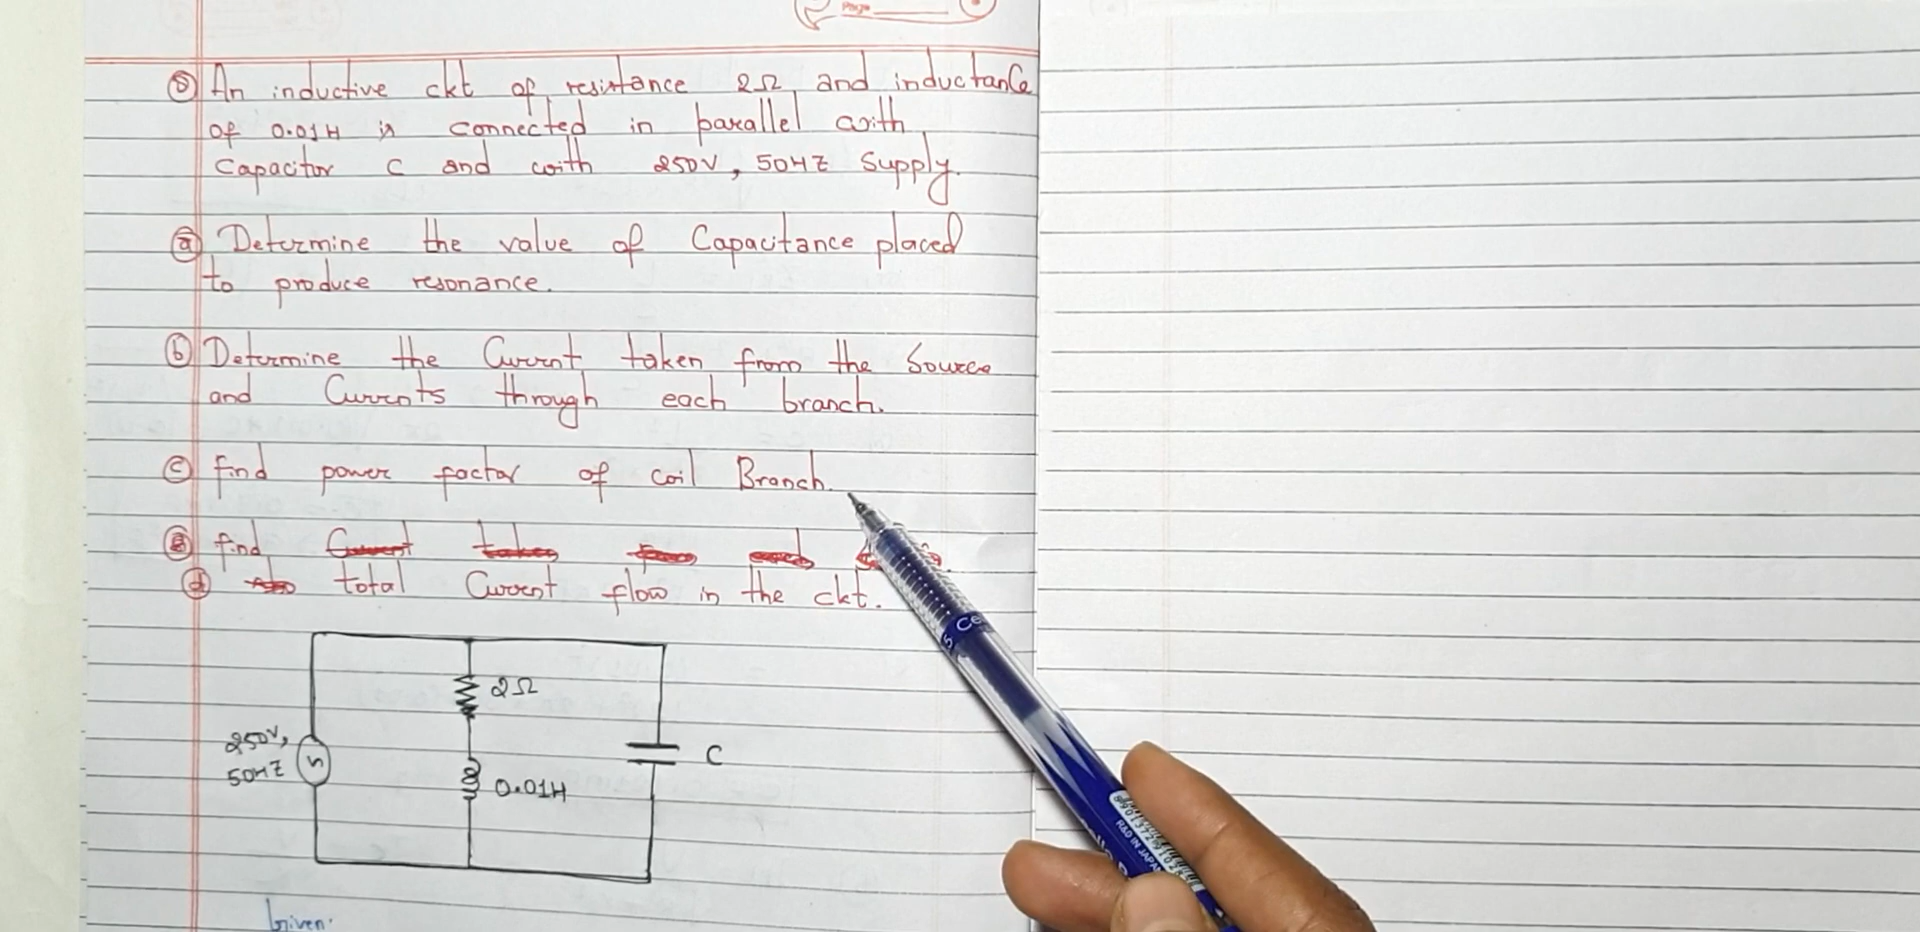 Page
⑤ An inductive ckt of resistance 2Ω and inductance
of 0.01H is connected in parallel with
Capacitor C and with 250V, 50HZ Supply.
ⓐ Determine the value of Capacitance placed
to produce resonance.
ⓑ Determine the Current taken from the Source
and Currents through each branch.
ⓒ find power factor of coil Branch.
find
ⓓ total Current flow in the ckt.
2Ω
250V,
50HZ
C
0.01H
Given.